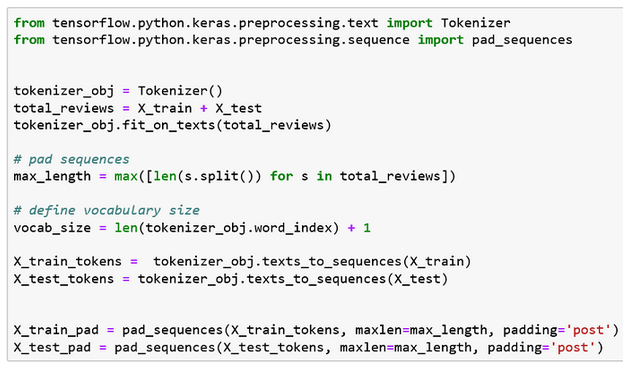 from tensorflow.python.keras.preprocessing.text import Tokenizer
from tensorflow.python.keras.preprocessing.sequence import pad_sequences
tokenizer_obj = Tokenizer()
total_reviews = X_train + X_test
tokenizer_obj.fit_on_texts(total_reviews)
# pad sequences
max_length = max([len(s.split()) for s in total_reviews])
# define vocabulary size
vocab_size = len(tokenizer_obj.word_index) + 1
X_train_tokens =  tokenizer_obj.texts_to_sequences(X_train)
X_test_tokens = tokenizer_obj.texts_to_sequences(X_test)
X_train_pad = pad_sequences(X_train_tokens, maxlen=max_length, padding='post')
X_test_pad = pad_sequences(X_test_tokens, maxlen=max_length, padding='post')